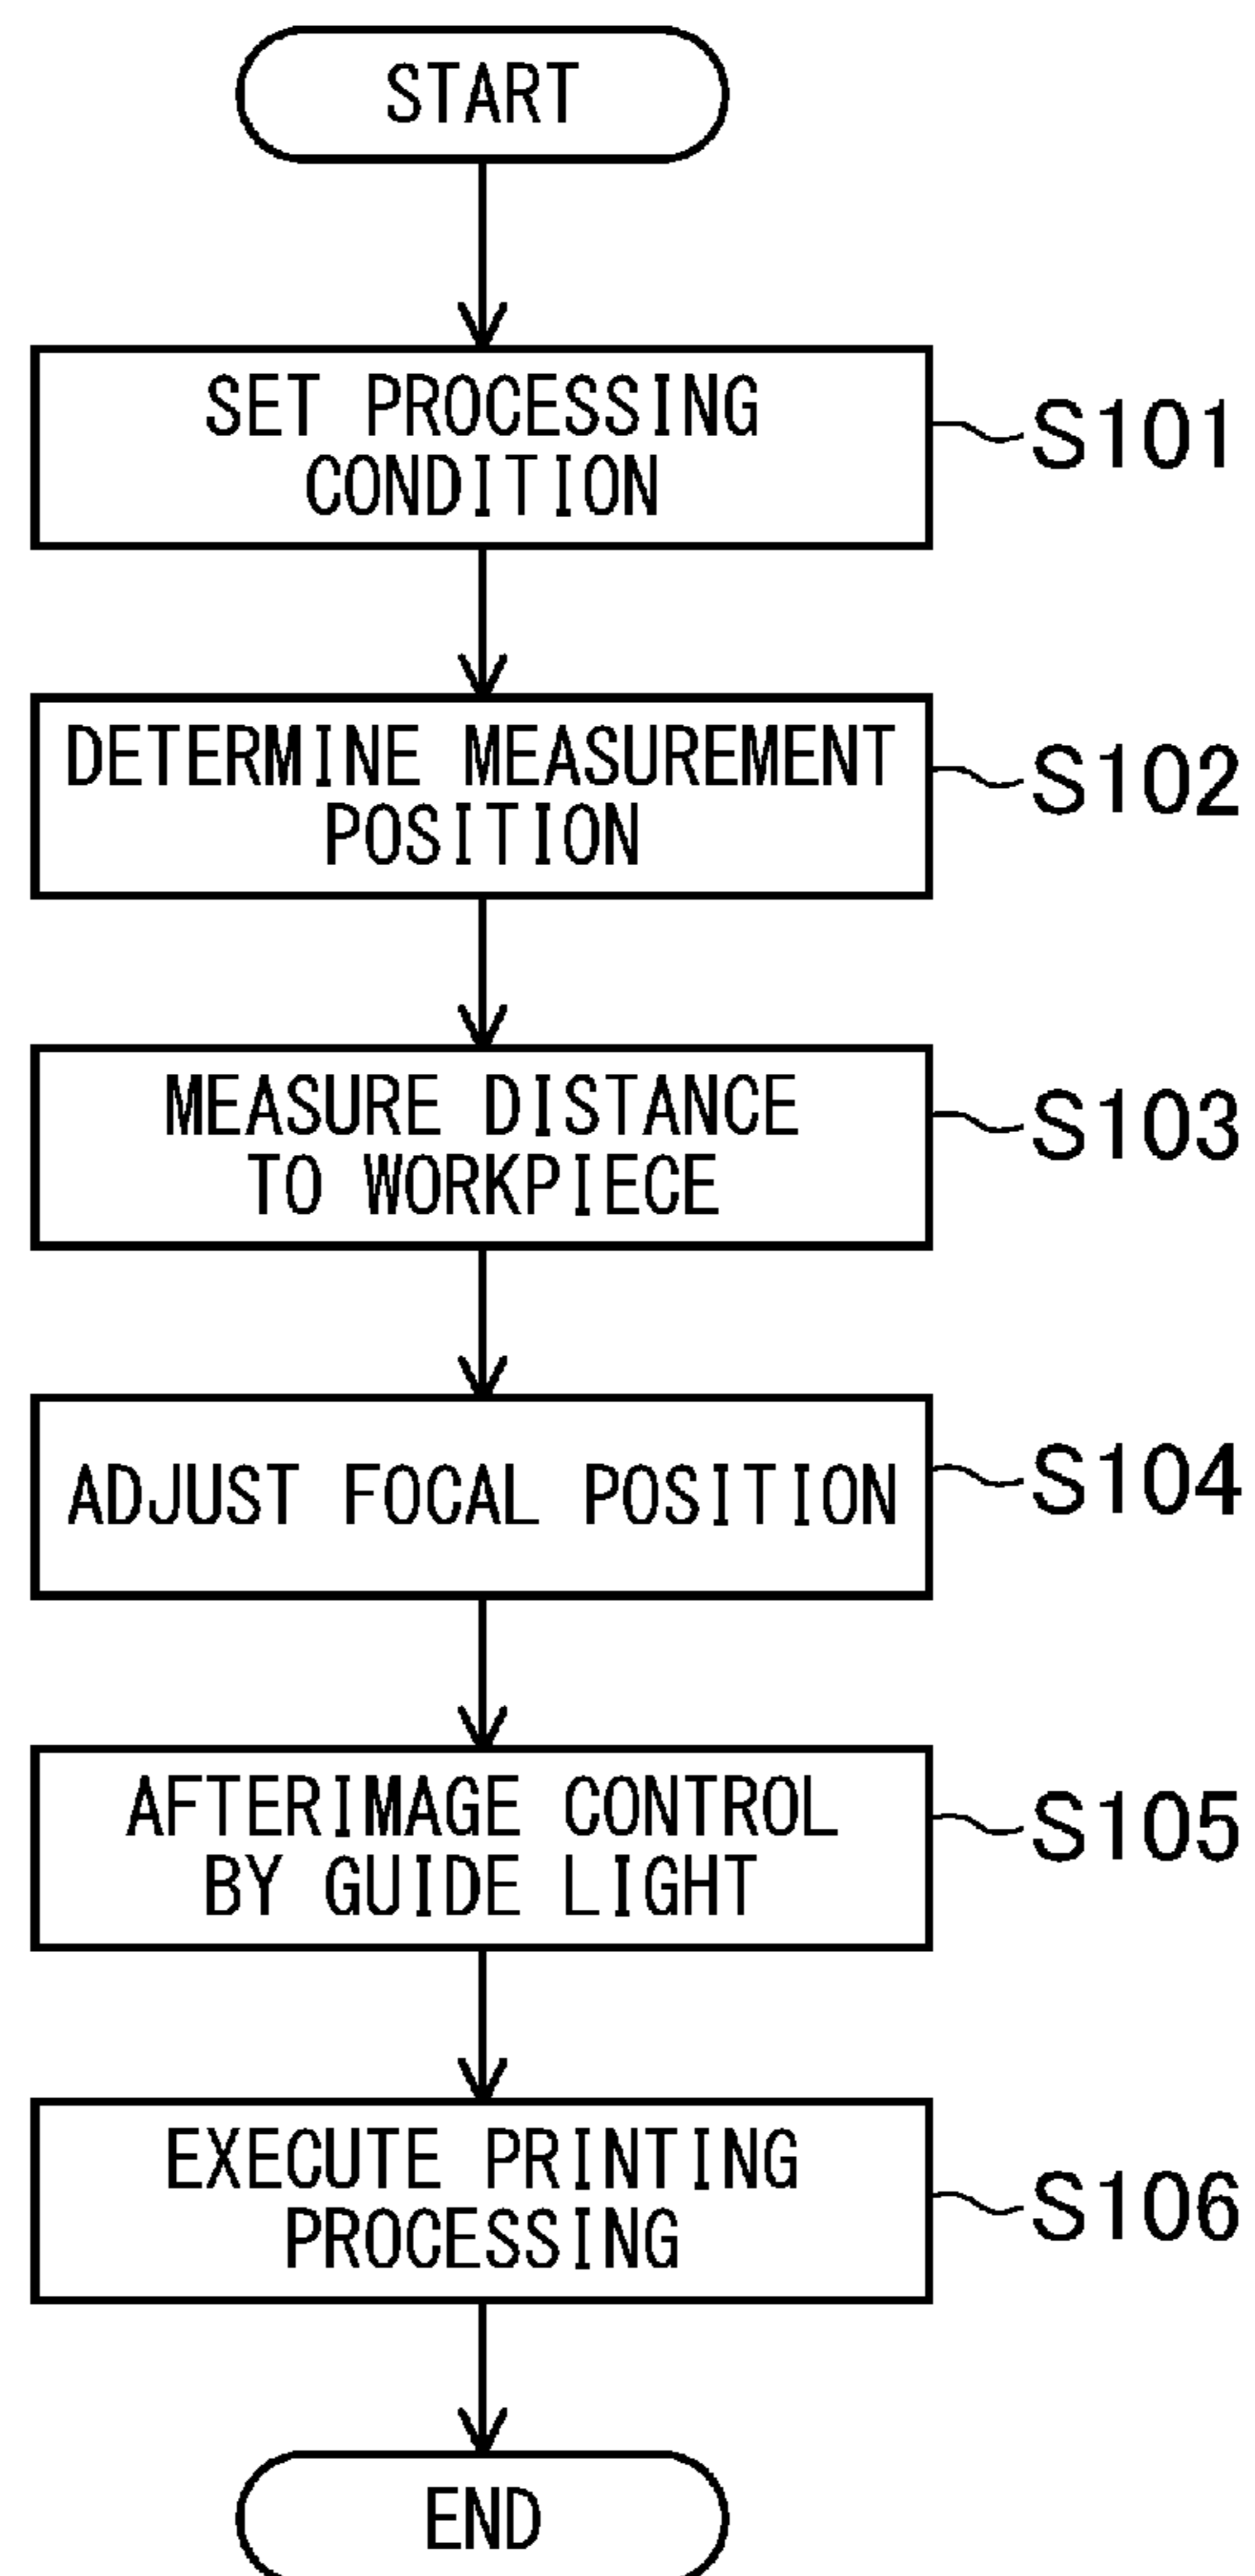 START
SET PROCESSING
CONDITION
S101
DETERMINE MEASUREMENT
POSITION
S102
MEASURE DISTANCE
TO WORKPIECE
S103
ADJUST FOCAL POSITION
S104
AFTERIMAGE CONTROL
BY GUIDE LIGHT
S105
EXECUTE PRINTING
PROCESSING
S106
END